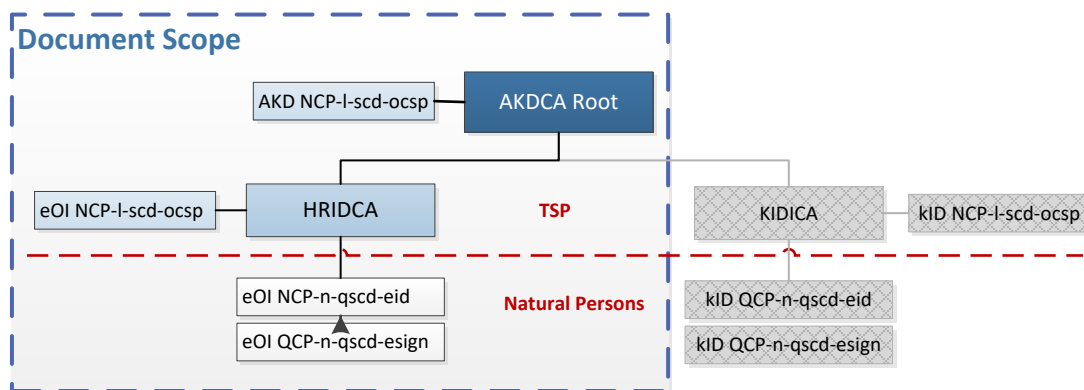 Document Scope
AKD NCP-l-scd-ocsp
AKDCA Root
eOI NCP-l-scd-ocsp
HRIDCA
TSP
KIDICA
kID NCP-l-scd-ocsp
eOI NCP-n-qscd-eid
Natural Persons
kID QCP-n-qscd-eid
eOI QCP-n-qscd-esign
kID QCP-n-qscd-esign